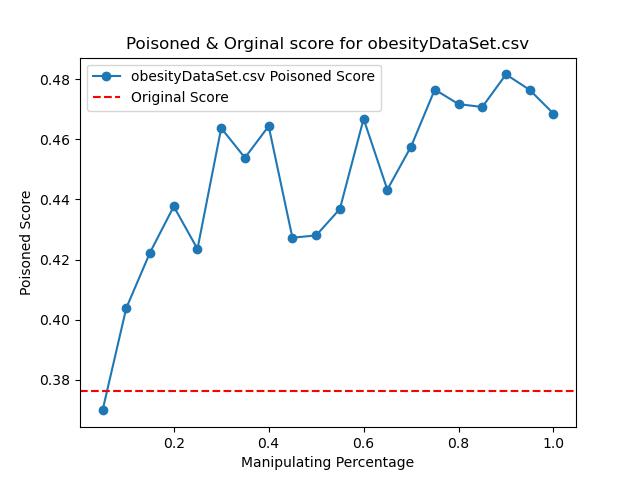 Poisoned & Orginal score for obesityDataSet.csv
obesityDataSet.csv Poisoned Score
Original Score
0.48
0.46
0.44
0.42
0.40
0.38
Poisoned Score
0.2 0.4 0.6 0.8 1.0
Manipulating Percentage